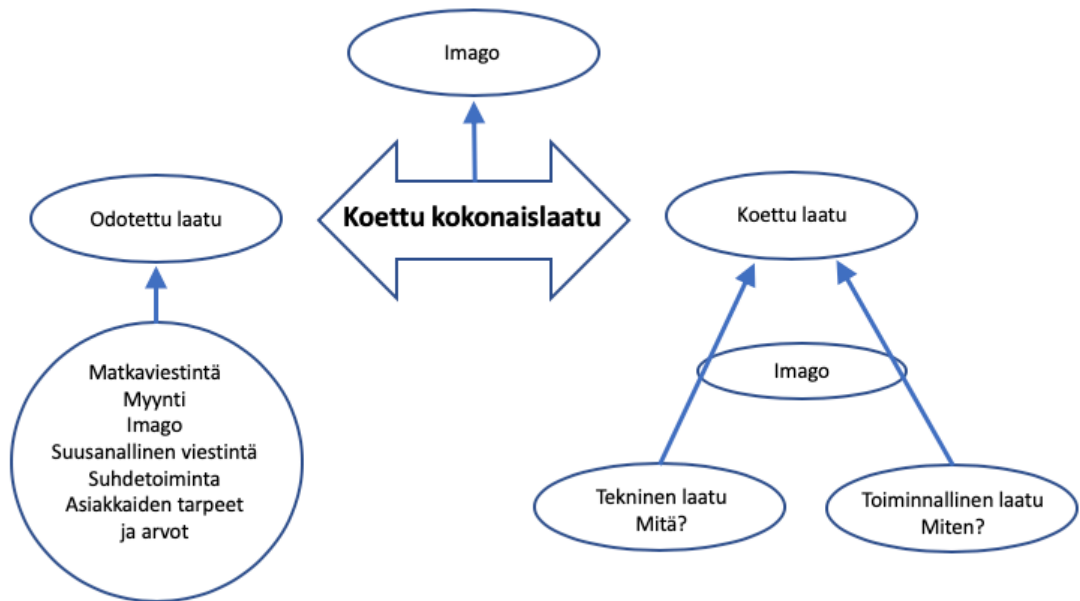 Imago
Odotettu laatu
Koettu kokonaislaatu
Koettu laatu
Matkaviestintä
Myynti
Imago
Suusanallinen viestintä
Suhdetoiminta
Asiakkaiden tarpeet
ja arvot
Imago
Tekninen laatu
Mitä?
Toiminnallinen laatu
Miten?